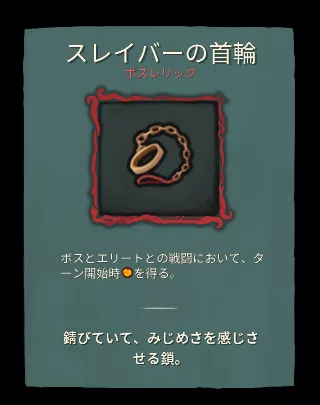 スレイバーの首輪
ボスレリック
ボスとエリートとの戦闘において、タ
ーン開始時を得る。
錆びていて、みじめさを感じさ
せる鎖。